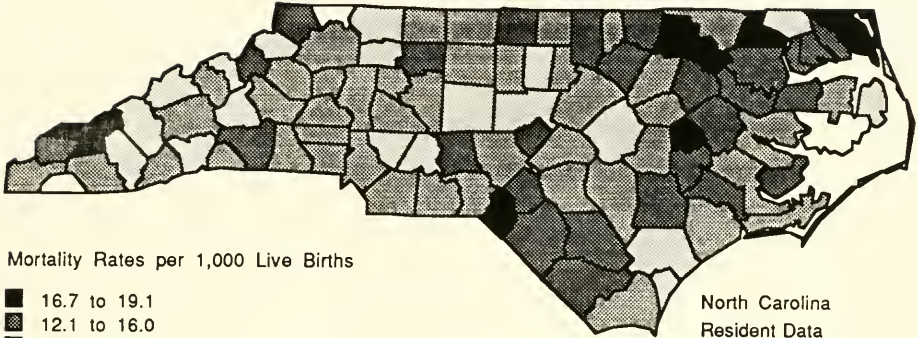 Mortality Rates per 1,000 Live Births
16.7 to 19.1
12.1 to 16.0
North Carolina
Resident Data